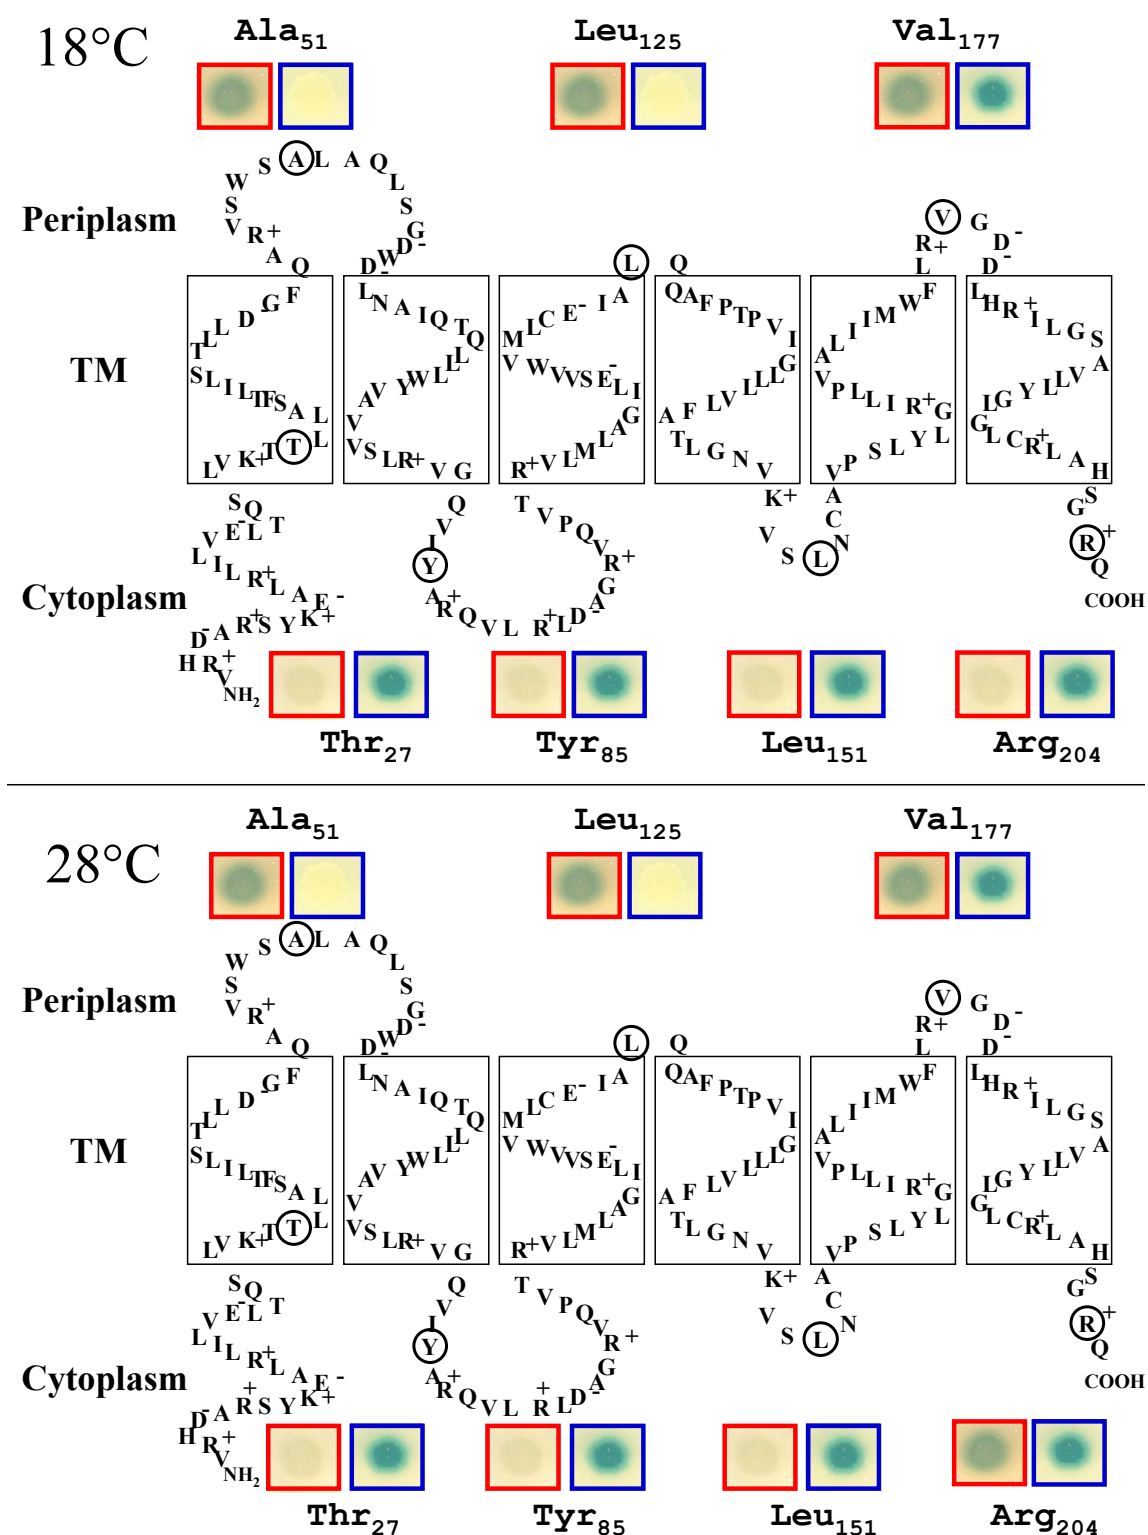 18°C
Ala51
Leu125
Val177
Periplasm
S A L A Q
W L
S S
V R+ G
A D-
Q D- W
L
Q
R+ V G D-
L D-
TM
L L D- G F
T
S L I L T F S A L
L V K+ T T L
L N A I Q T Q
V A V Y W L L L
V S L R+ V G
M L C E- I A
V W V V S E- L I
R+ V L M L A G
Q A F P T P V I
A F L V L L L G
T L G N V
A L I I M W F
V P L L I R+ G
V P S L Y L
L H R+ I L G S
G L G Y L L V A
L C R+ L A H
Cytoplasm
S Q T
V E- L
L I L R+ L A E-
D- A R+ S Y K+
H R+
V
NH2
Q
V
I
Y
A R+ Q V L R+ L D- A
G
R+
T V P Q V
K+
V S L N
C
A
S
G
R+
Q
COOH
Thr27
Tyr85
Leu151
Arg204
28°C
Ala51
Leu125
Val177
Periplasm
S A L A Q
W L
S S
V R+ G
A D-
Q D- W
L
Q
R+ V G D-
L D-
TM
L L D- G F
T
S L I L T F S A L
L V K+ T T L
L N A I Q T Q
V A V Y W L L L
V S L R+ V G
M L C E- I A
V W V V S E- L I
R+ V L M L A G
Q A F P T P V I
A F L V L L L G
T L G N V
A L I I M W F
V P L L I R+ G
V P S L Y L
L H R+ I L G S
G L G Y L L V A
L C R+ L A H
Cytoplasm
S Q T
V E- L
L I L R+ L A E-
D- A R+ S Y K+
H R+
V
NH2
Q
V
I
Y
A R+ Q V L R+ L D- A
G
R+
T V P Q V
K+
V S L N
C
A
S
G
R+
Q
COOH
Thr27
Tyr85
Leu151
Arg204